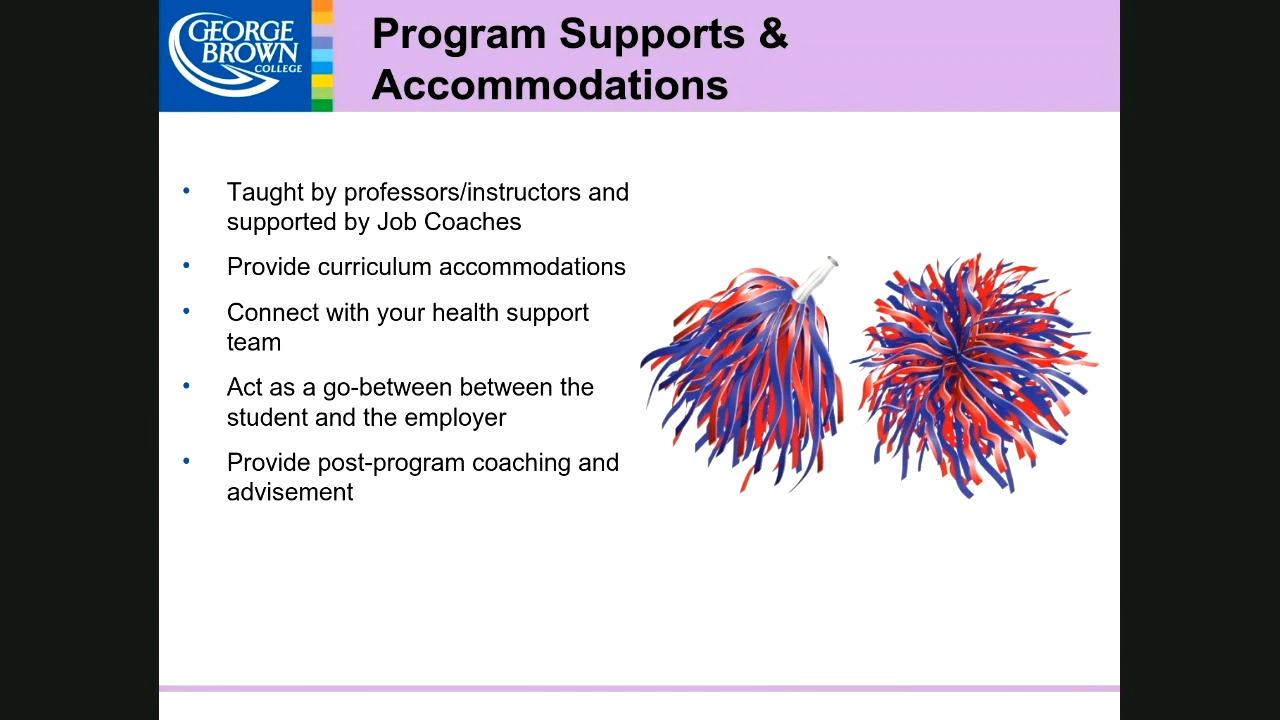 GEORGE
BROWN
COLLEGE
Program Supports &
Accommodations
• Taught by professors/instructors and
supported by Job Coaches
• Provide curriculum accommodations
• Connect with your health support
team
• Act as a go-between between the
student and the employer
• Provide post-program coaching and
advisement